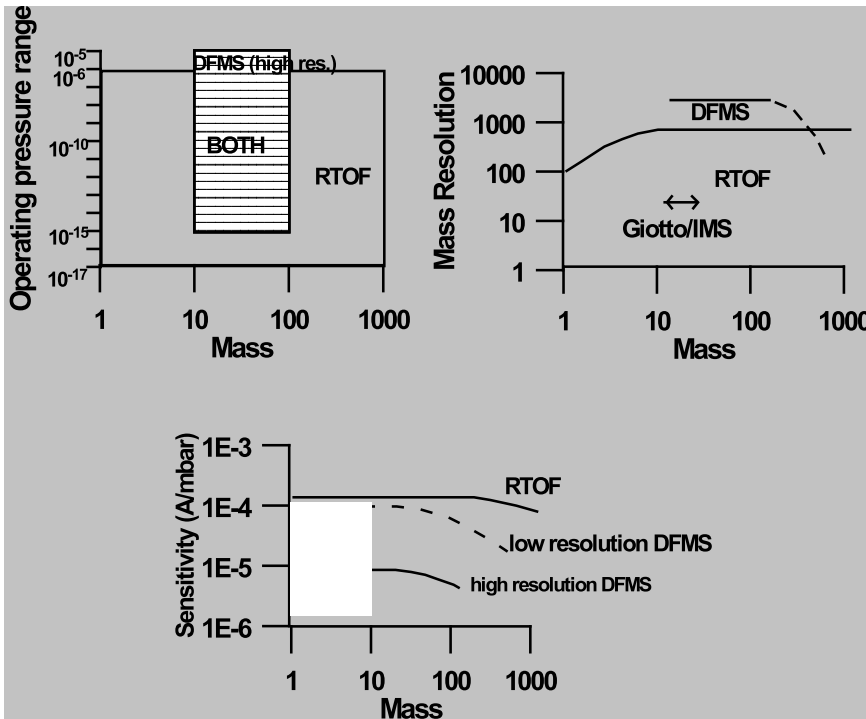 Operating pressure range
10-5
10-6
10-10
10-15
10-17
DFMS (high res.)
BOTH
RTOF
1 10 100 1000
Mass
Mass Resolution
10000
1000
100
10
1
DFMS
RTOF
Giotto/IMS
1 10 100 1000
Mass
Sensitivity (A/mbar)
1E-3
1E-4
1E-5
1E-6
RTOF
low resolution DFMS
high resolution DFMS
1 10 100 1000
Mass